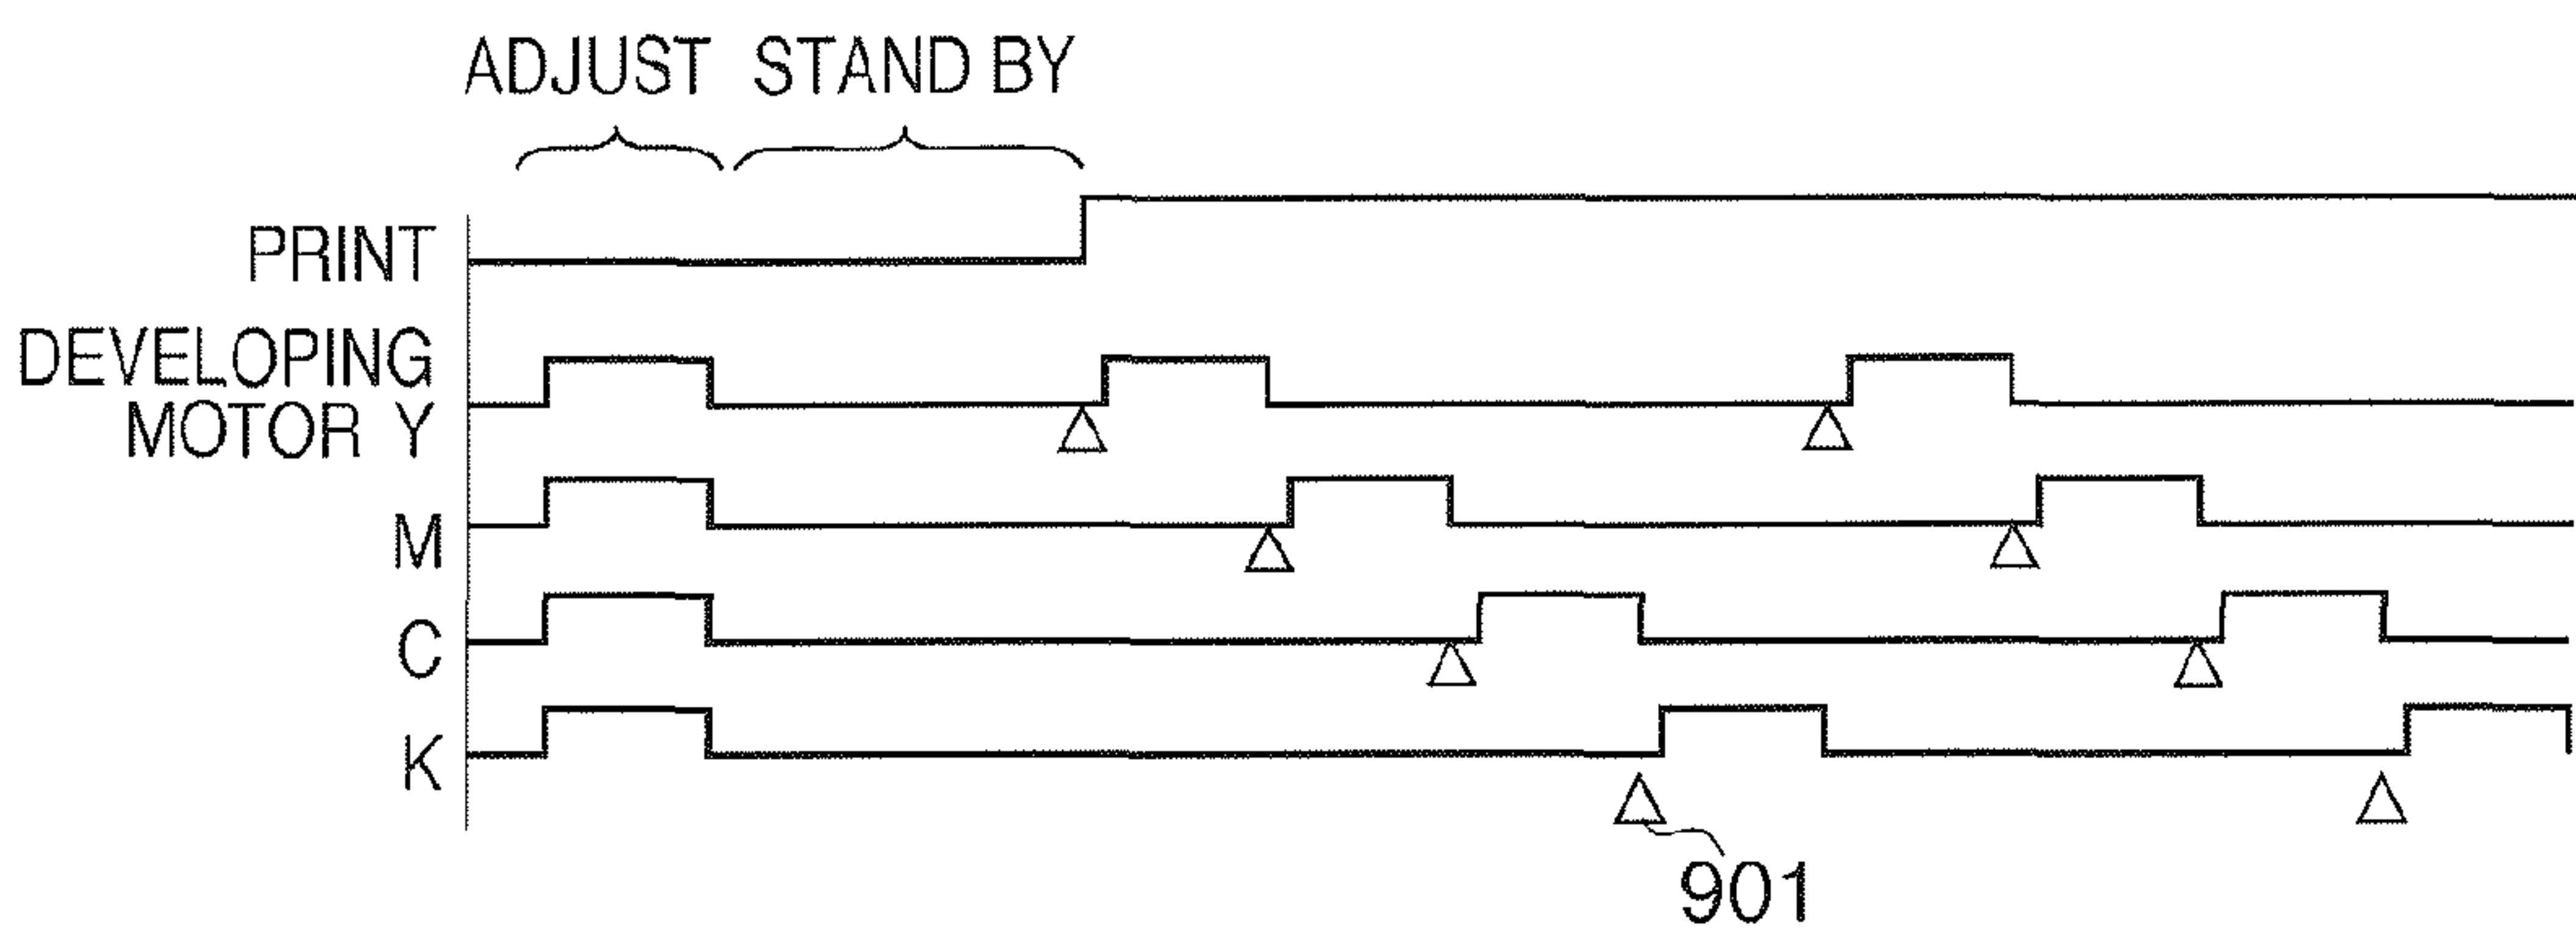 ADJUST STAND BY
PRINT
DEVELOPING
MOTOR Y
M
C
K
901